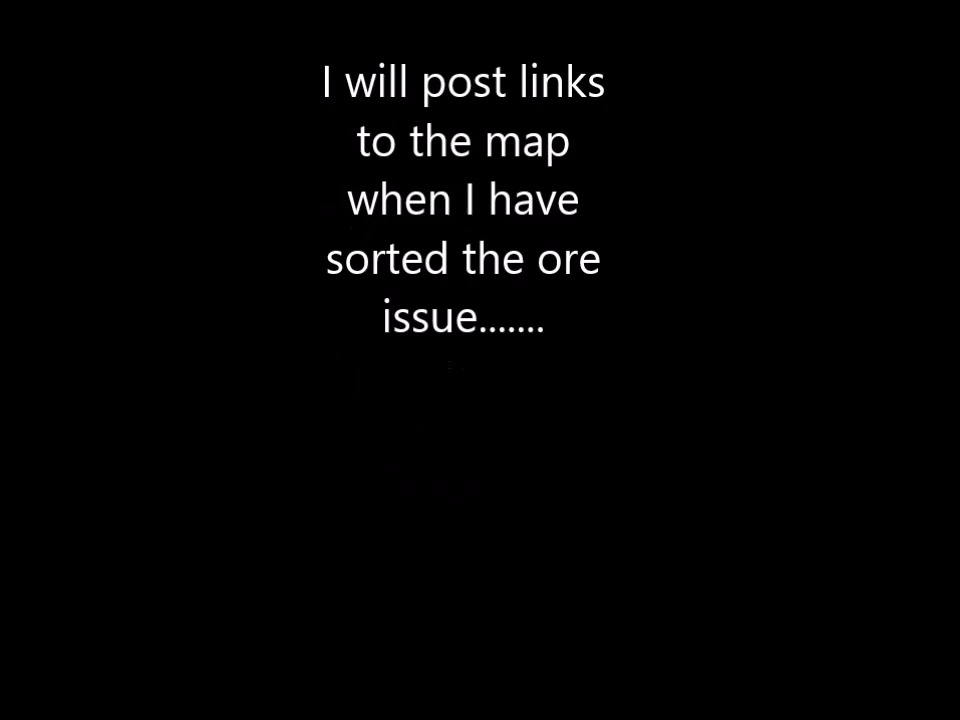 I will post links
to the map
when I have
sorted the ore
issue.......